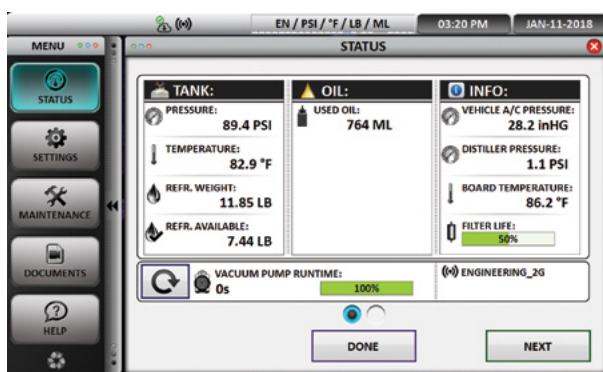 EN / PSI / °F / LB / ML
03:20 PM
JAN-11-2018
MENU
STATUS
STATUS
SETTINGS
MAINTENANCE
DOCUMENTS
HELP
TANK:
PRESSURE:
89.4 PSI
TEMPERATURE:
82.9 °F
REFR. WEIGHT:
11.85 LB
REFR. AVAILABLE:
7.44 LB
OIL:
USED OIL:
764 ML
INFO:
VEHICLE A/C PRESSURE:
28.2 inHG
DISTILLER PRESSURE:
1.1 PSI
BOARD TEMPERATURE:
86.2 °F
FILTER LIFE:
50%
VACUUM PUMP RUNTIME:
0s
100%
ENGINEERING_2G
DONE
NEXT